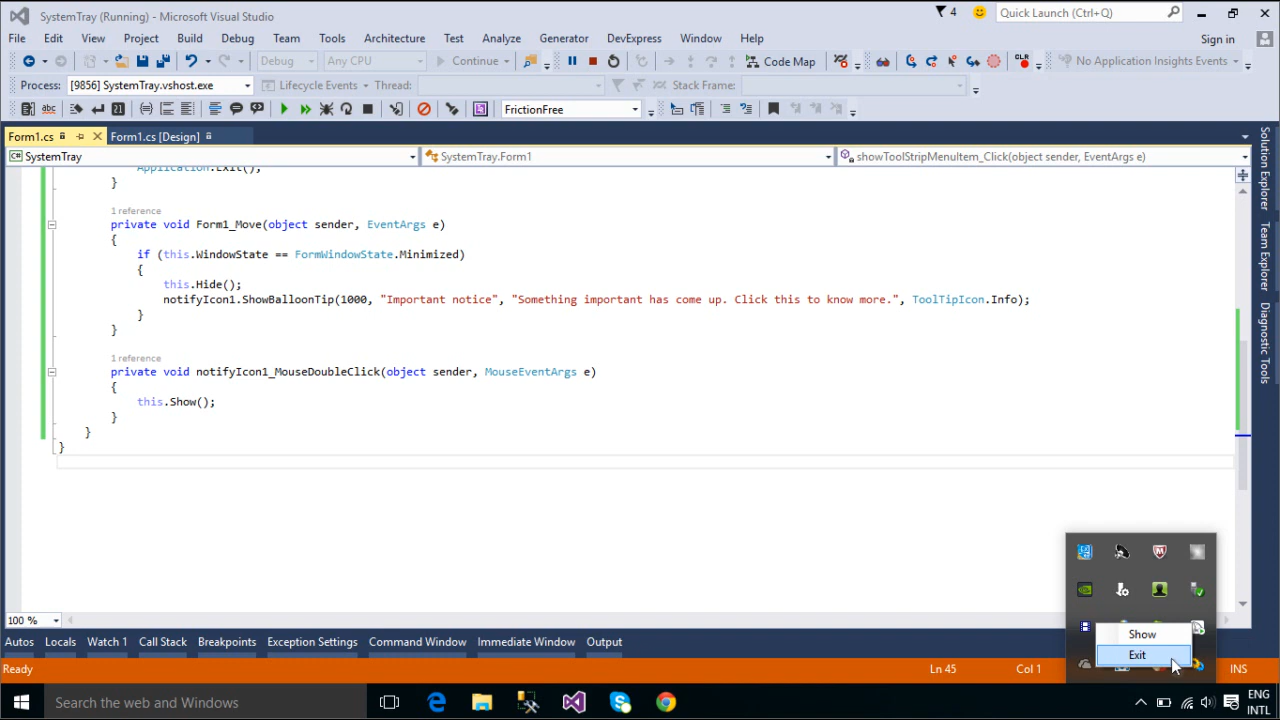 SystemTray (Running) - Microsoft Visual Studio
4
Quick Launch (Ctrl+Q)
File Edit View Project Build Debug Team Tools Architecture Test Analyze Generator DevExpress Window Help
Sign in
Debug Any CPU Continue Code Map No Application Insights Events
Process: [9856] SystemTray.vshost.exe Lifecycle Events Thread: Stack Frame:
FrictionFree
Form1.cs Form1.cs [Design]
SystemTray SystemTray.Form1 showToolStripMenuItem_Click(object sender, EventArgs e)
Application.Exit();
}
1 reference
private void Form1_Move(object sender, EventArgs e)
{
if (this.WindowState == FormWindowState.Minimized)
{
this.Hide();
notifyIcon1.ShowBalloonTip(1000, "Important notice", "Something important has come up. Click this to know more.", ToolTipIcon.Info);
}
}
1 reference
private void notifyIcon1_MouseDoubleClick(object sender, MouseEventArgs e)
{
this.Show();
}
}
}
Solution Explorer
Team Explorer
Diagnostic Tools
Show
Exit
100 %
Autos Locals Watch 1 Call Stack Breakpoints Exception Settings Command Window Immediate Window Output
Ready Ln 45 Col 1 INS
Search the web and Windows
ENG
INTL